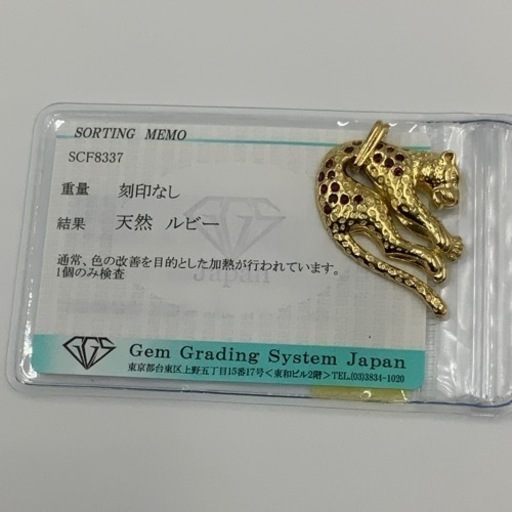 SORTING MEMO
SCF8337
重量 刻印なし
結果 天然 ルビー
通常、色の改善を目的とした加熱が行われています。
1個のみ検査
GGS
Japan
GGS
Gem Grading System Japan
東京都台東区上野五丁目15番17号＜東和ビル2階＞TEL.(03)3834-1020